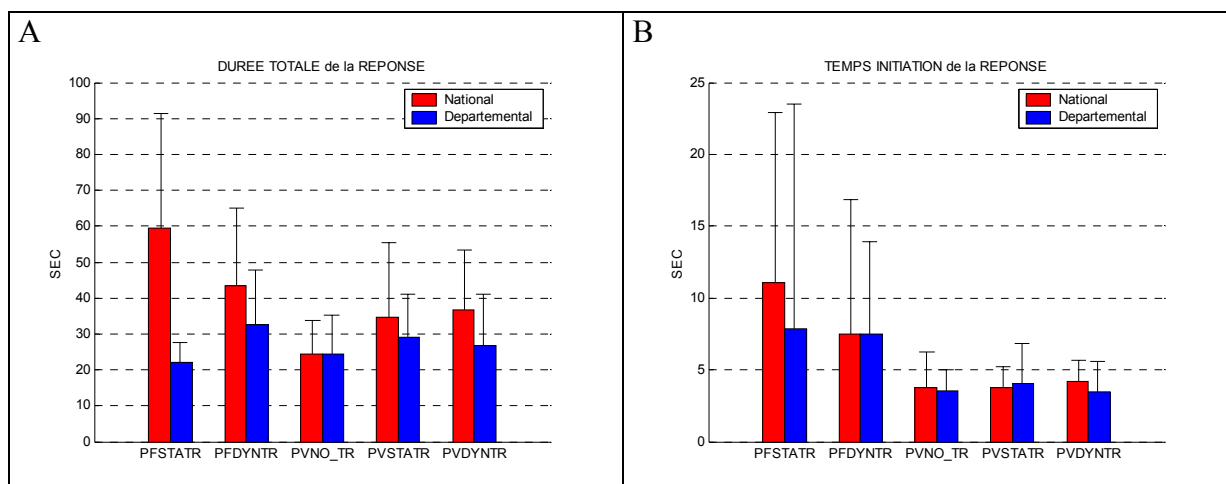 A
DUREE TOTALE de la REPONSE
National
Departemental
100
90
80
70
60
50
40
30
20
10
0
SEC
PFSTATR PFDYNTR PVNO_TR PVSTATR PVDYNTR
B
TEMPS INITIATION de la REPONSE
National
Departemental
25
20
15
10
5
0
SEC
PFSTATR PFDYNTR PVNO_TR PVSTATR PVDYNTR